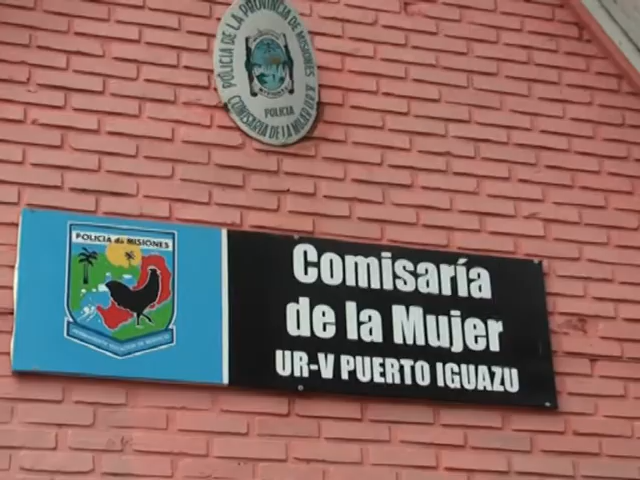 POLICIA DE LA PROVINCIA DE MISIONES
POLICIA
COMISARIA DE LA MUJER UR V
POLICIA de MISIONES
Comisaría
de la Mujer
UR-V PUERTO IGUAZU